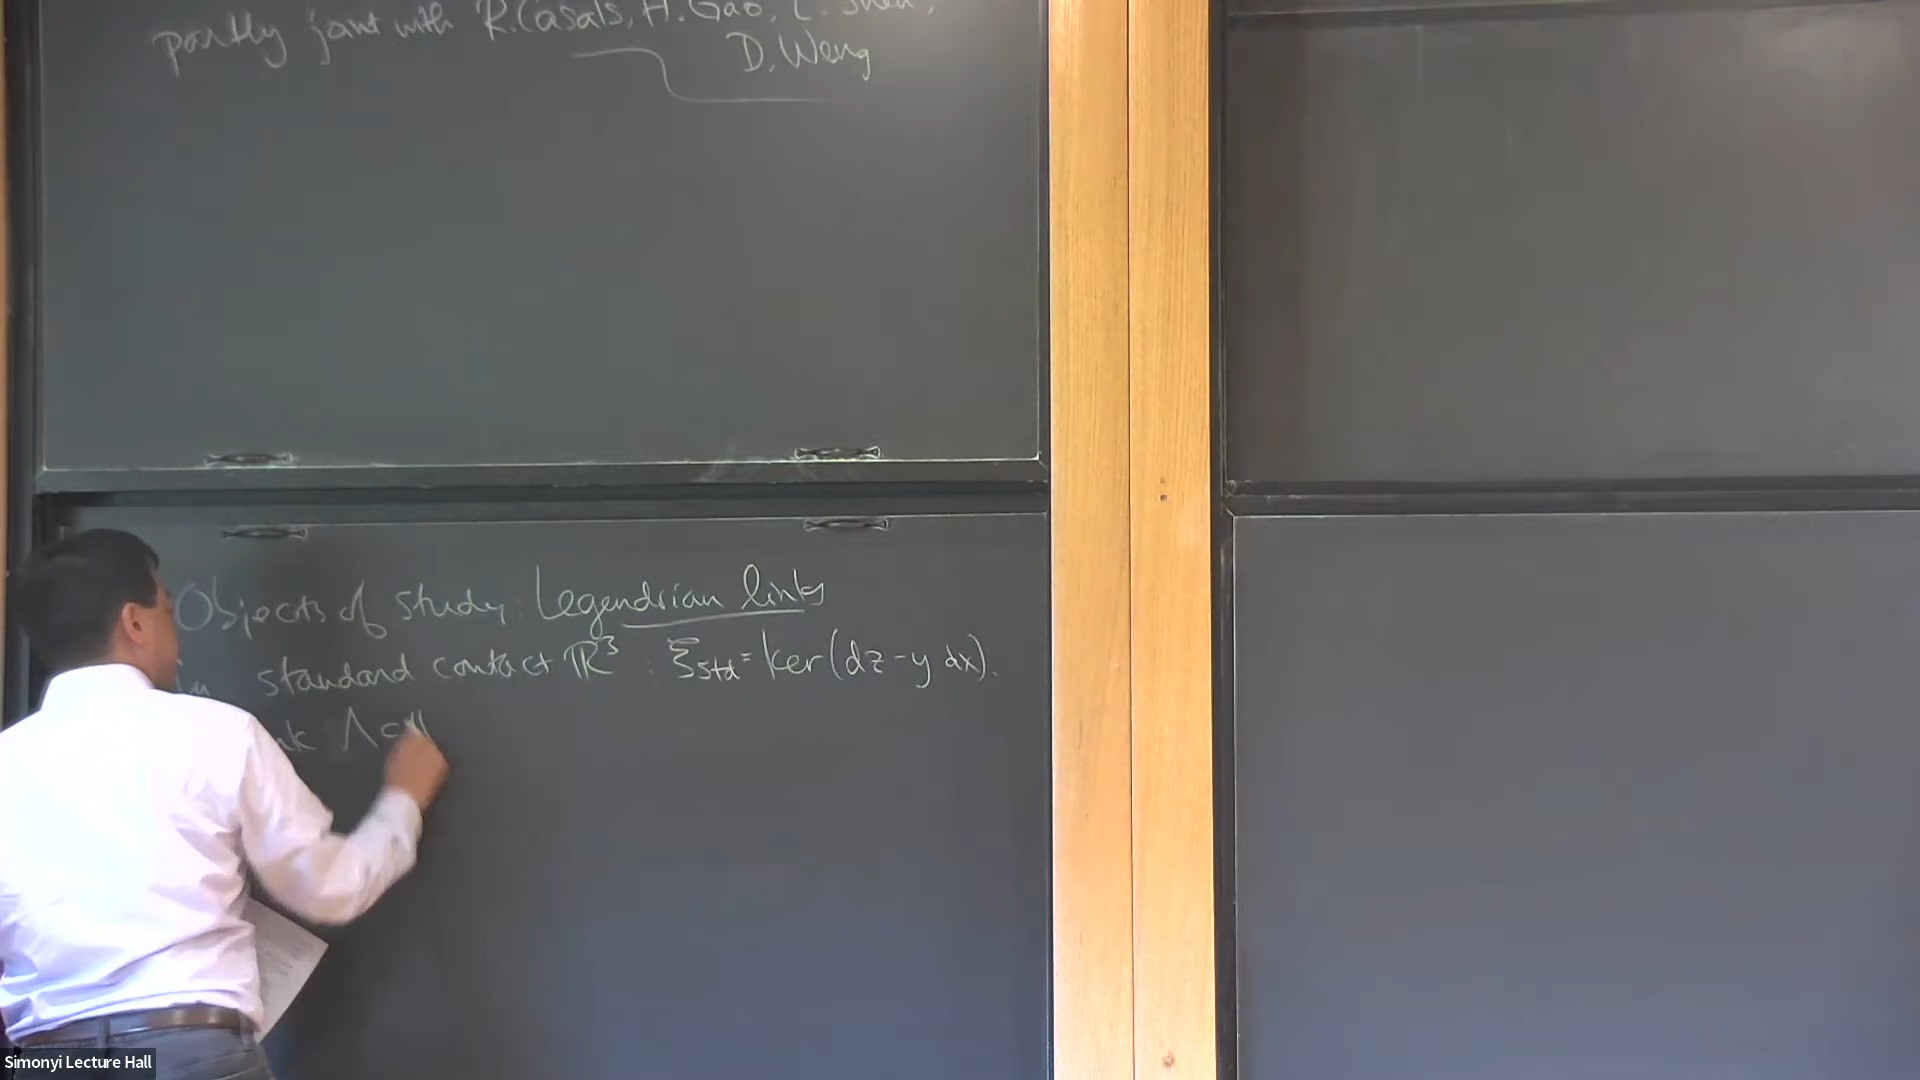 partly joint with R. Casals, H. Gao, L. Shen,
D. Weng
Objects of study: Legendrian links
in standard contact ℝ³ : ξstd = ker(dz - y dx).
Λ ⊂
Simonyi Lecture Hall